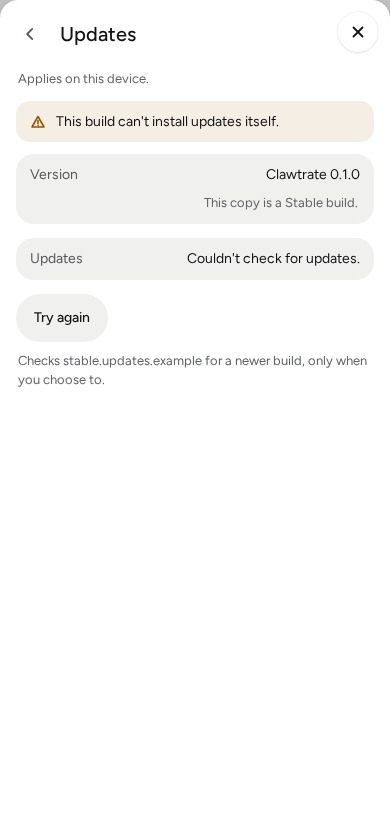 Updates
Applies on this device.
This build can't install updates itself.
Version
Clawtrate 0.1.0
This copy is a Stable build.
Updates
Couldn't check for updates.
Try again
Checks stable.updates.example for a newer build, only when
you choose to.